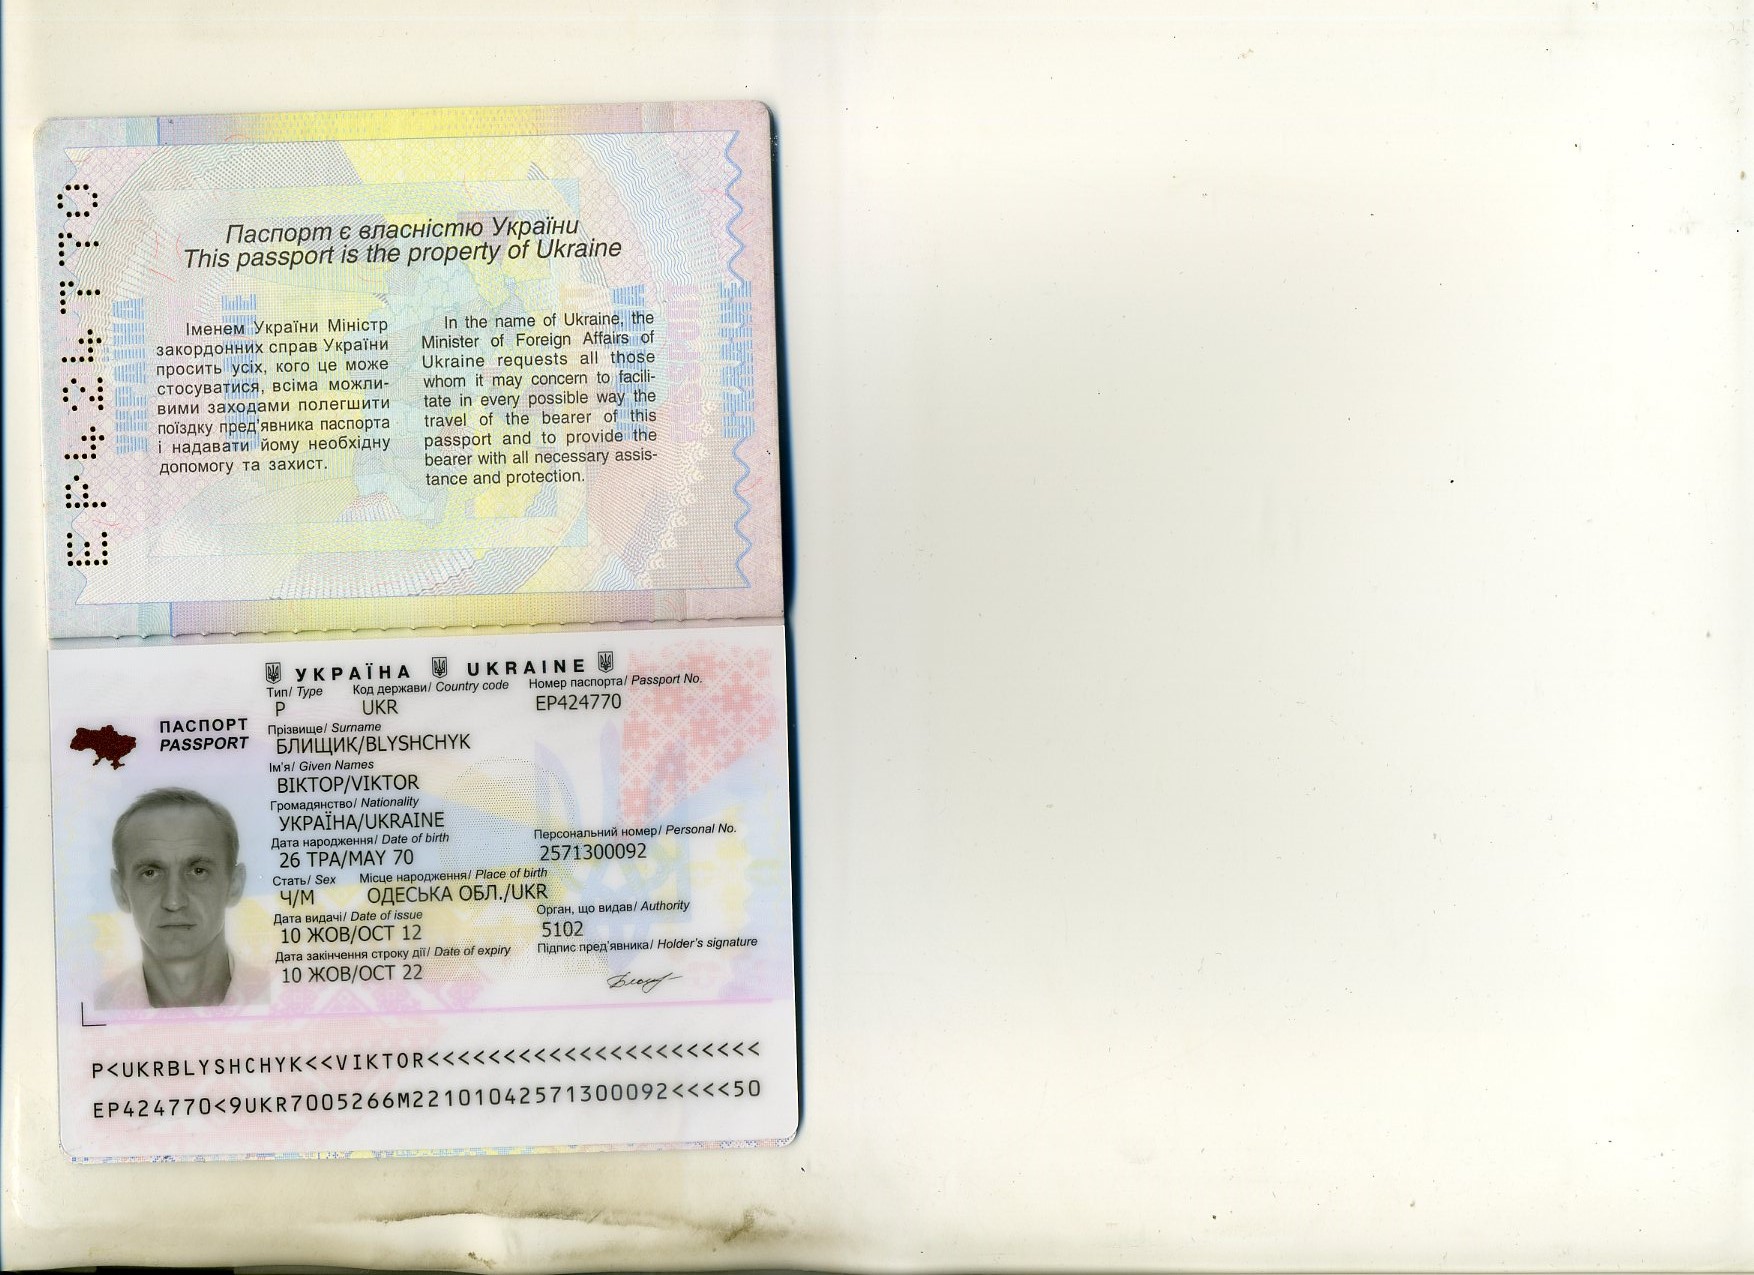 EP424770
Паспорт є власністю України
This passport is the property of Ukraine
Іменем України Міністр
закордонних справ України
просить усіх, кого це може
стосуватися, всіма можли-
вими заходами полегшити
поїздку пред'явника паспорта
і надавати йому необхідну
допомогу та захист.
In the name of Ukraine, the
Minister of Foreign Affairs of
Ukraine requests all those
whom it may concern to facili-
tate in every possible way the
travel of the bearer of this
passport and to provide the
bearer with all necessary assis-
tance and protection.
УКРАЇНА UKRAINE
Тип/ Type Код держави/ Country code Номер паспорта/ Passport No.
P UKR EP424770
ПАСПОРТ
PASSPORT
Прізвище/ Surname
БЛИЩИК/BLYSHCHYK
Ім'я/ Given Names
ВІКТОР/VIKTOR
Громадянство/ Nationality
УКРАЇНА/UKRAINE
Дата народження/ Date of birth Персональний номер/ Personal No.
26 ТРА/MAY 70 2571300092
Стать/ Sex Місце народження/ Place of birth
Ч/M ОДЕСЬКА ОБЛ./UKR
Дата видачі/ Date of issue Орган, що видав/ Authority
10 ЖОВ/OCT 12 5102
Дата закінчення строку дії/ Date of expiry Підпис пред'явника/ Holder's signature
10 ЖОВ/OCT 22
P<UKRBLYSHCHYK<<VIKTOR<<<<<<<<<<<<<<<<<<<<<<
EP424770<9UKR7005266M22101042571300092<<<<50